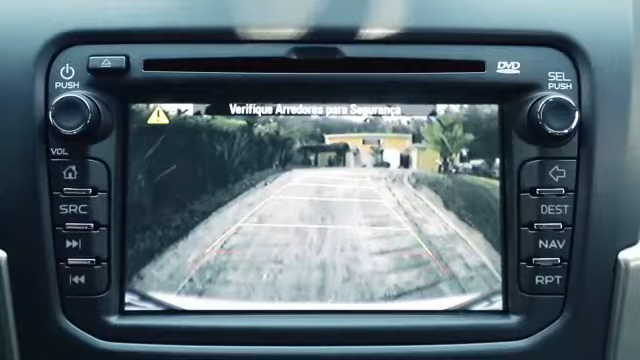 DVD
PUSH
SEL
PUSH
Verifique Arredores para Segurança
VOL
SRC
DEST
NAV
RPT